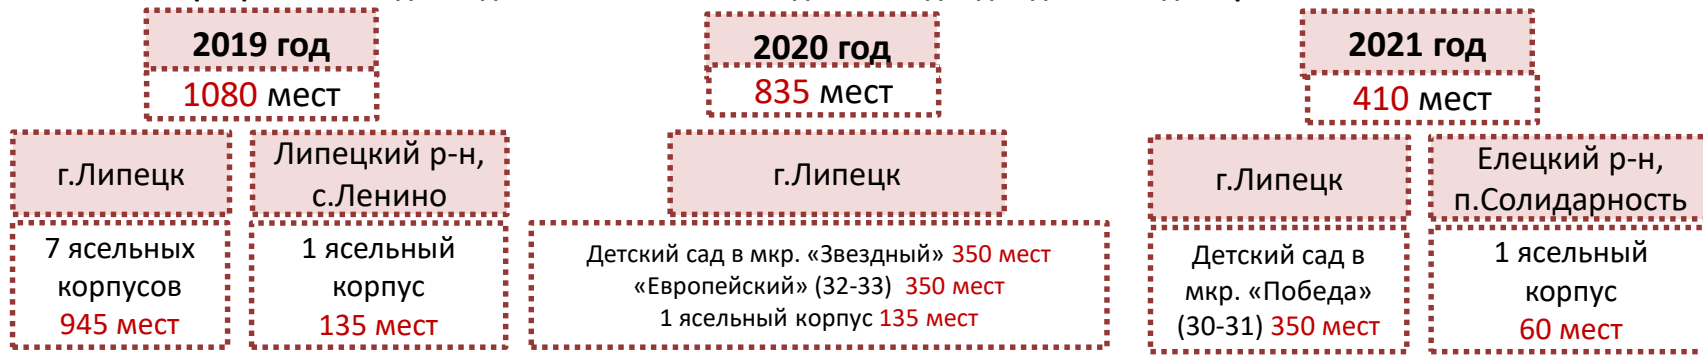 2019 год
1080 мест
г.Липецк
7 ясельных
корпусов
945 мест
Липецкий р-н,
с.Ленино
1 ясельный
корпус
135 мест
2020 год
835 мест
г.Липецк
Детский сад в мкр. «Звездный» 350 мест
«Европейский» (32-33) 350 мест
1 ясельный корпус 135 мест
2021 год
410 мест
г.Липецк
Детский сад в
мкр. «Победа»
(30-31) 350 мест
Елецкий р-н,
п.Солидарность
1 ясельный
корпус
60 мест